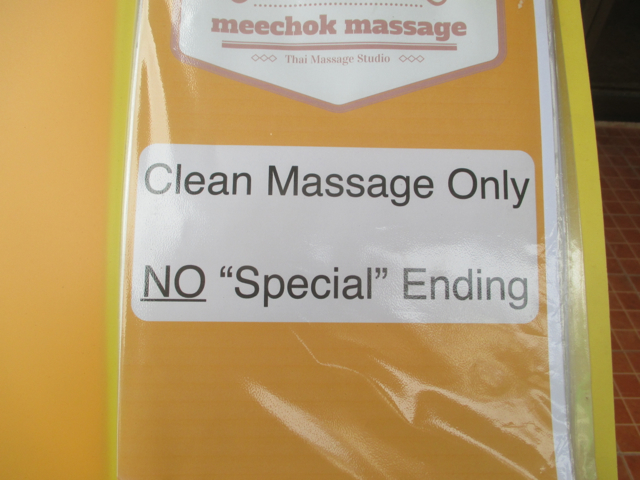 meechok massage
Thai Massage Studio
Clean Massage Only
NO “Special” Ending